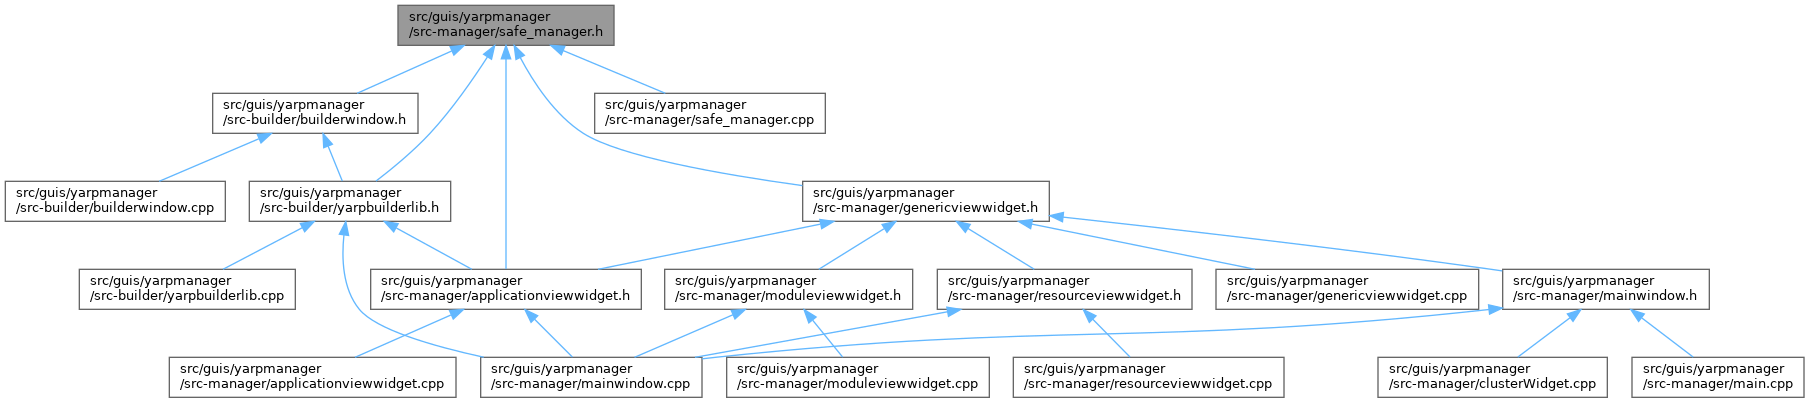 src/guis/yarpmanager
/src-manager/safe_manager.h
src/guis/yarpmanager
/src-builder/builderwindow.h
src/guis/yarpmanager
/src-manager/safe_manager.cpp
src/guis/yarpmanager
/src-builder/builderwindow.cpp
src/guis/yarpmanager
/src-builder/yarpbuilderlib.h
src/guis/yarpmanager
/src-manager/genericviewwidget.h
src/guis/yarpmanager
/src-builder/yarpbuilderlib.cpp
src/guis/yarpmanager
/src-manager/applicationviewwidget.h
src/guis/yarpmanager
/src-manager/moduleviewwidget.h
src/guis/yarpmanager
/src-manager/resourceviewwidget.h
src/guis/yarpmanager
/src-manager/genericviewwidget.cpp
src/guis/yarpmanager
/src-manager/mainwindow.h
src/guis/yarpmanager
/src-manager/applicationviewwidget.cpp
src/guis/yarpmanager
/src-manager/mainwindow.cpp
src/guis/yarpmanager
/src-manager/moduleviewwidget.cpp
src/guis/yarpmanager
/src-manager/resourceviewwidget.cpp
src/guis/yarpmanager
/src-manager/clusterWidget.cpp
src/guis/yarpmanager
/src-manager/main.cpp